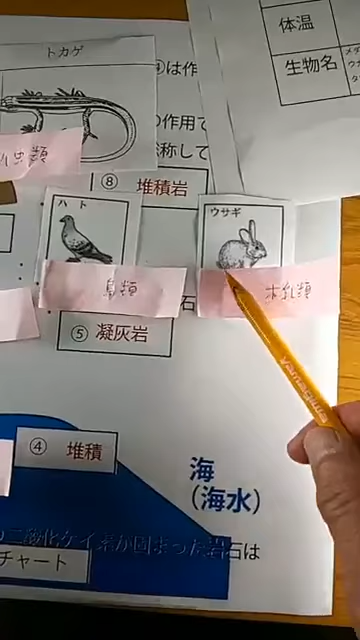 トカゲ
④は作
体温
生物名
の作用で
総称して
虫類
⑧ 堆積岩
ハト
ウサギ
鳥類
ホ乳類
石
⑤ 凝灰岩
④ 堆積
海
(海水)
の二酸化ケイ素が固まった岩石は
チャート
Yamagiwa